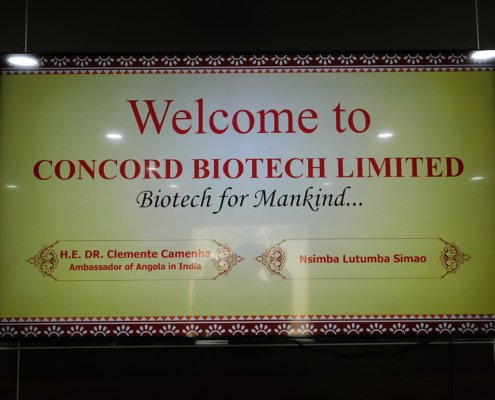 Welcome to
CONCORD BIOTECH LIMITED
Biotech for Mankind...
H.E. DR. Clemente Camenha
Ambassador of Angola in India
Nsimba Lutumba Simao